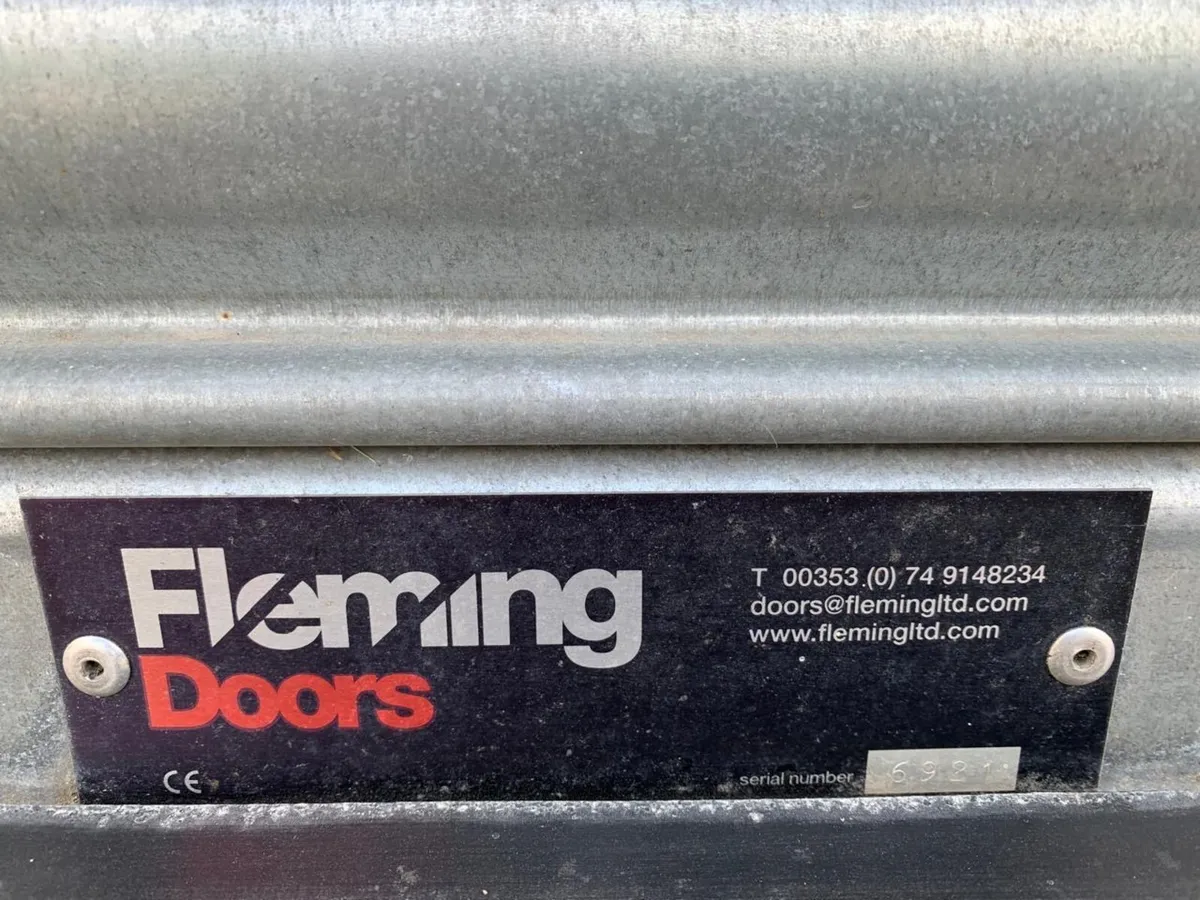 Fleming
Doors
T 00353 (0) 74 9148234
doors@flemingltd.com
www.flemingltd.com
CE
serial number 6921